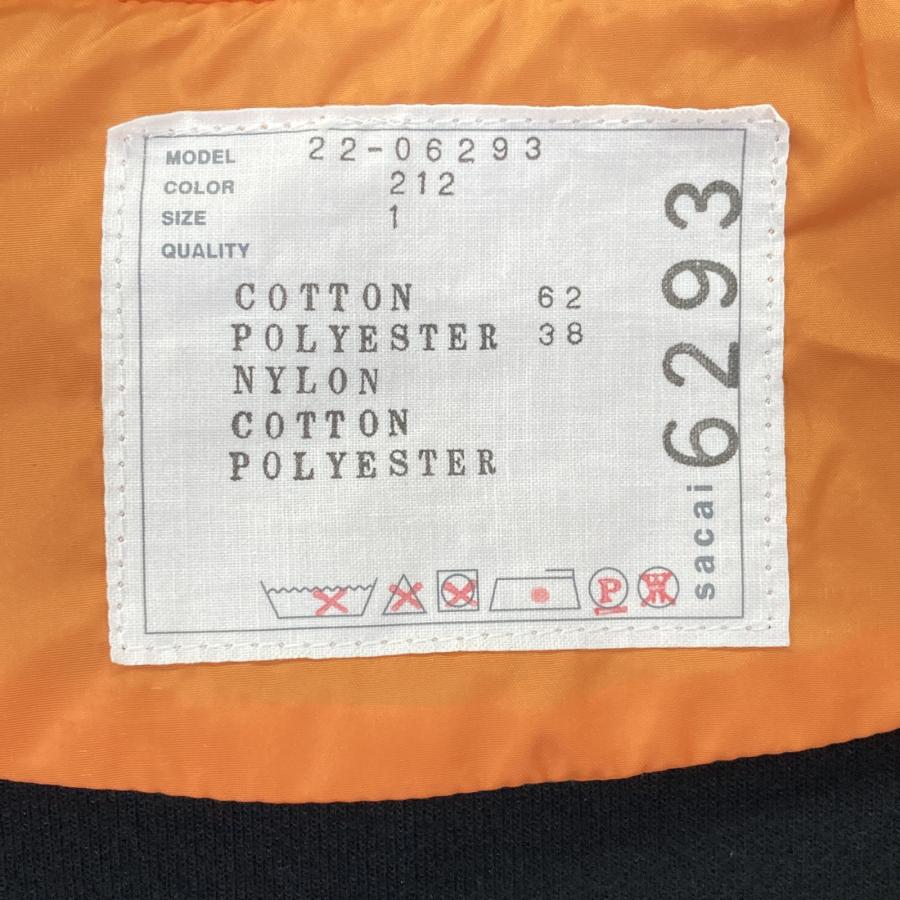 MODEL 22-06293
COLOR 212
SIZE 1
QUALITY
COTTON 62
POLYESTER 38
NYLON
COTTON
POLYESTER
P
W
sacai 6293